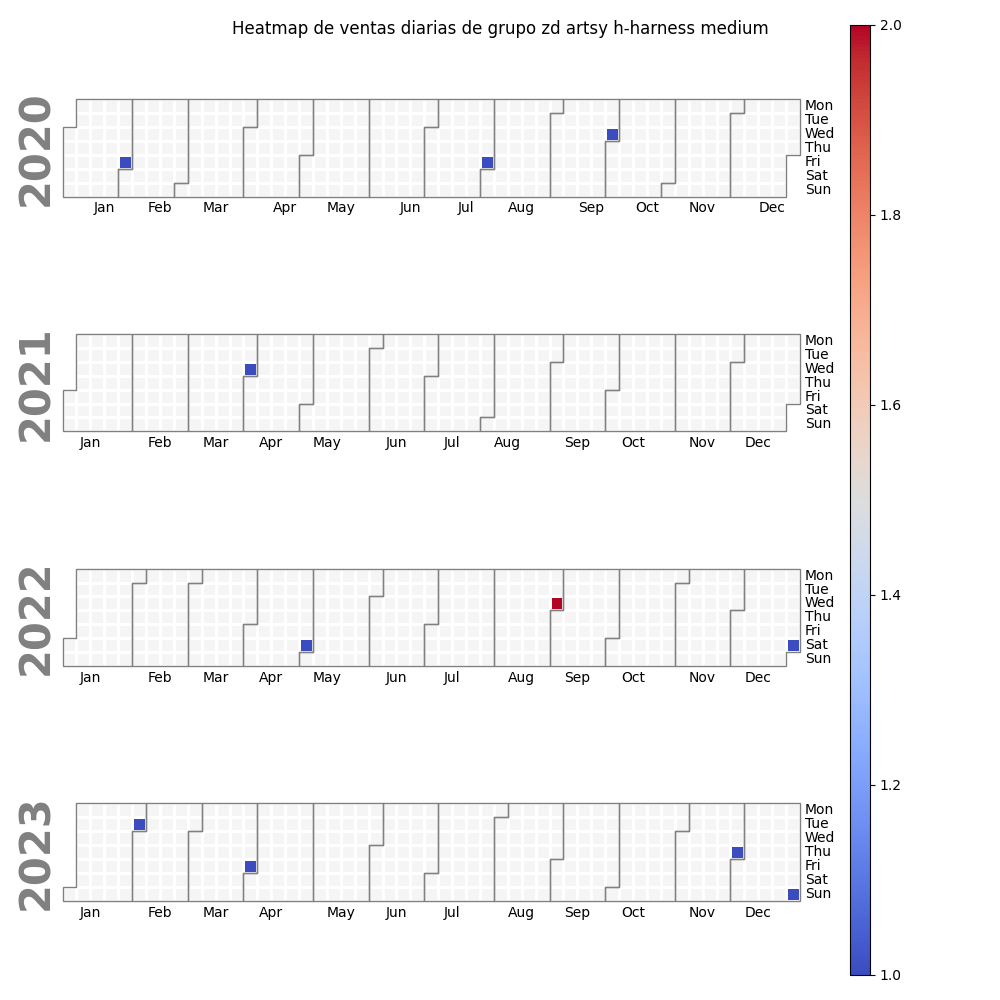 Heatmap de ventas diarias de grupo zd artsy h-harness medium
2020
Mon
Tue
Wed
Thu
Fri
Sat
Sun
Jan Feb Mar Apr May Jun Jul Aug Sep Oct Nov Dec
2021
Mon
Tue
Wed
Thu
Fri
Sat
Sun
Jan Feb Mar Apr May Jun Jul Aug Sep Oct Nov Dec
2022
Mon
Tue
Wed
Thu
Fri
Sat
Sun
Jan Feb Mar Apr May Jun Jul Aug Sep Oct Nov Dec
2023
Mon
Tue
Wed
Thu
Fri
Sat
Sun
Jan Feb Mar Apr May Jun Jul Aug Sep Oct Nov Dec
2.0
1.8
1.6
1.4
1.2
1.0